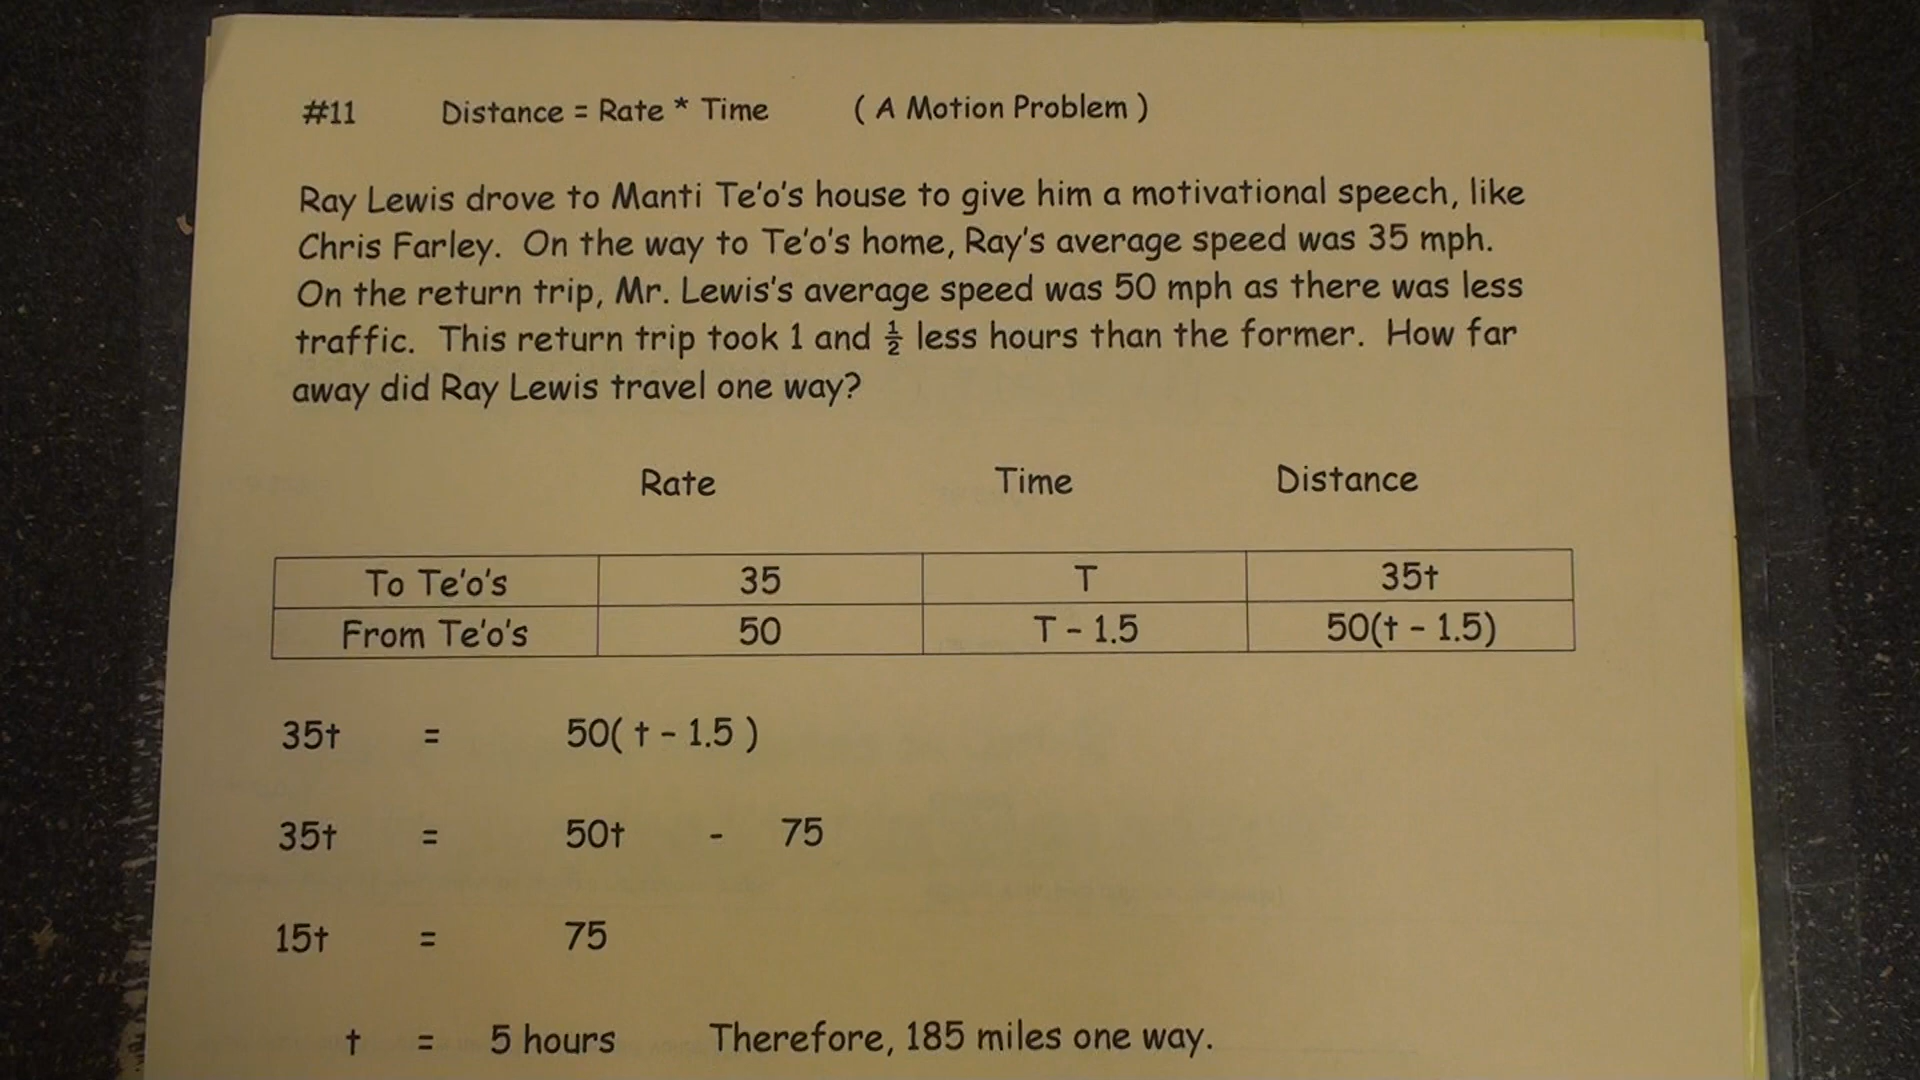 #11 Distance = Rate * Time ( A Motion Problem )
Ray Lewis drove to Manti Te'o's house to give him a motivational speech, like
Chris Farley. On the way to Te'o's home, Ray's average speed was 35 mph.
On the return trip, Mr. Lewis's average speed was 50 mph as there was less
traffic. This return trip took 1 and ½ less hours than the former. How far
away did Ray Lewis travel one way?
Rate Time Distance
To Te'o's 35 T 35t
From Te'o's 50 T - 1.5 50(t - 1.5)
35t = 50( t - 1.5 )
35t = 50t - 75
15t = 75
t = 5 hours Therefore, 185 miles one way.